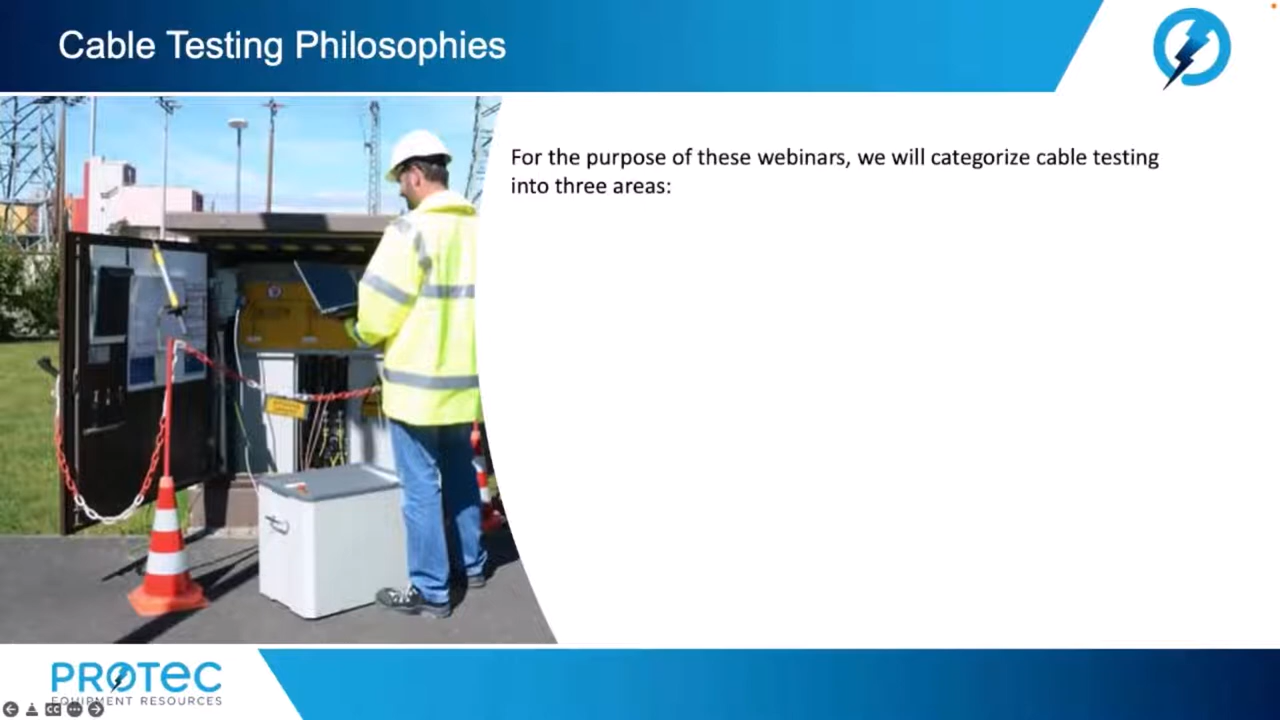 Cable Testing Philosophies
For the purpose of these webinars, we will categorize cable testing
into three areas:
PROTEC
EQUIPMENT RESOURCES
CC